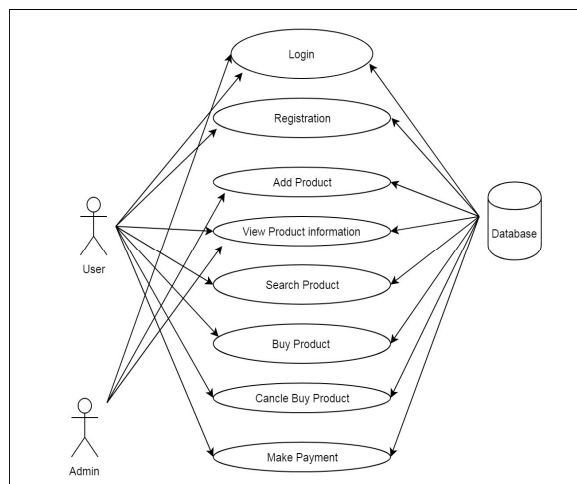 Login
Registration
Add Product
View Product information
Search Product
Buy Product
Cancle Buy Product
Make Payment
User
Admin
Database